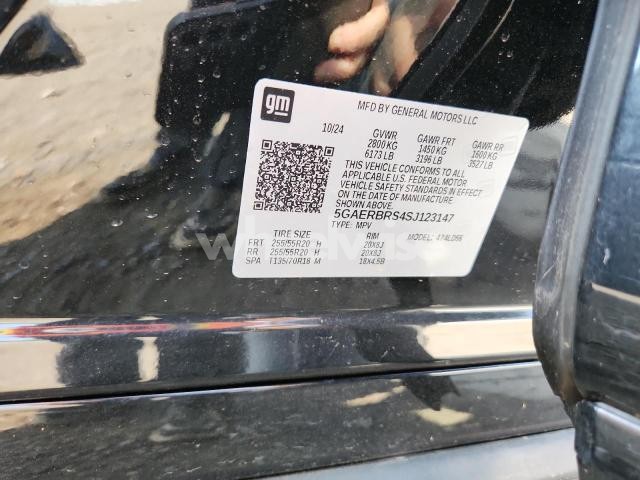 gm
MFD BY GENERAL MOTORS LLC
10/24 GVWR GAWR FRT GAWR RR
2800 KG 1450 KG 1600 KG
6173 LB 3196 LB 3527 LB
THIS VEHICLE CONFORMS TO ALL
APPLICABLE U.S. FEDERAL MOTOR
VEHICLE SAFETY STANDARDS IN EFFECT
ON THE DATE OF MANUFACTURE
SHOWN ABOVE.
5GAERBRS4SJ123147
TYPE: MPV
TIRE SIZE RIM MODEL:
FRT 255/55R20 H 20X8J
RR 255/55R20 H 20X8J
SPA T135/70R18 M 18X4.5B